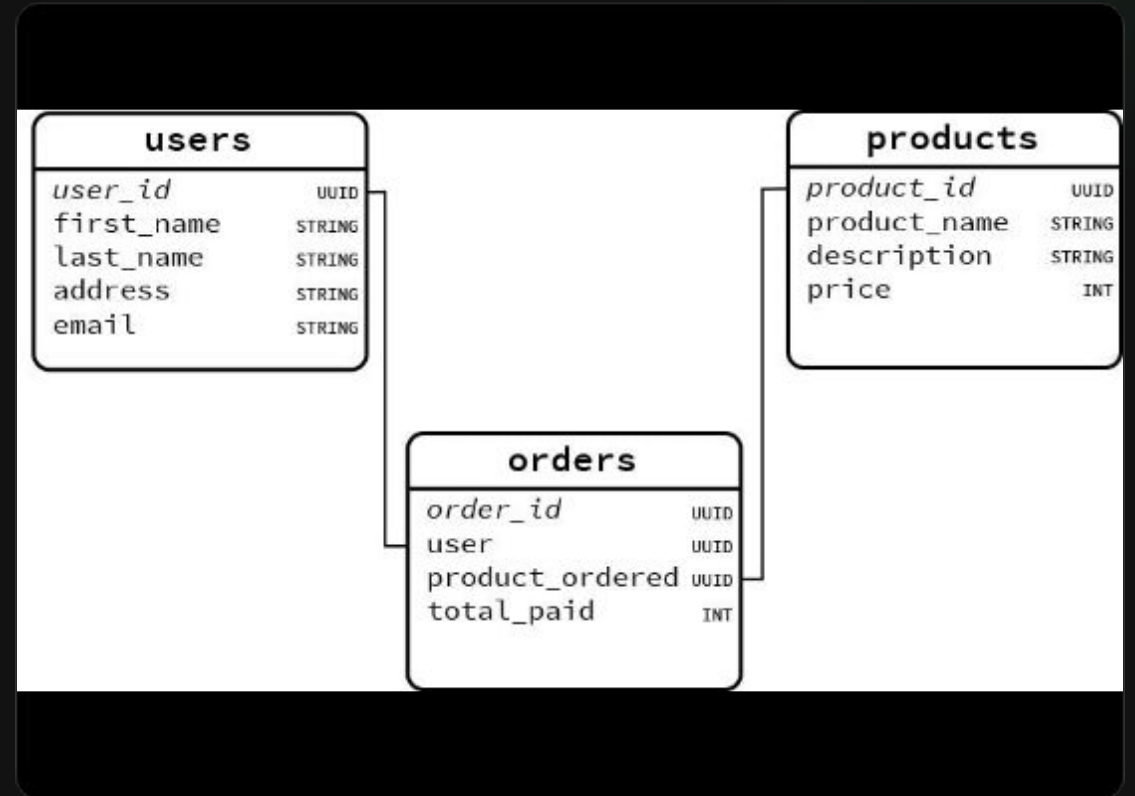 users
user_id UUID
first_name STRING
last_name STRING
address STRING
email STRING
products
product_id UUID
product_name STRING
description STRING
price INT
orders
order_id UUID
user UUID
product_ordered UUID
total_paid INT